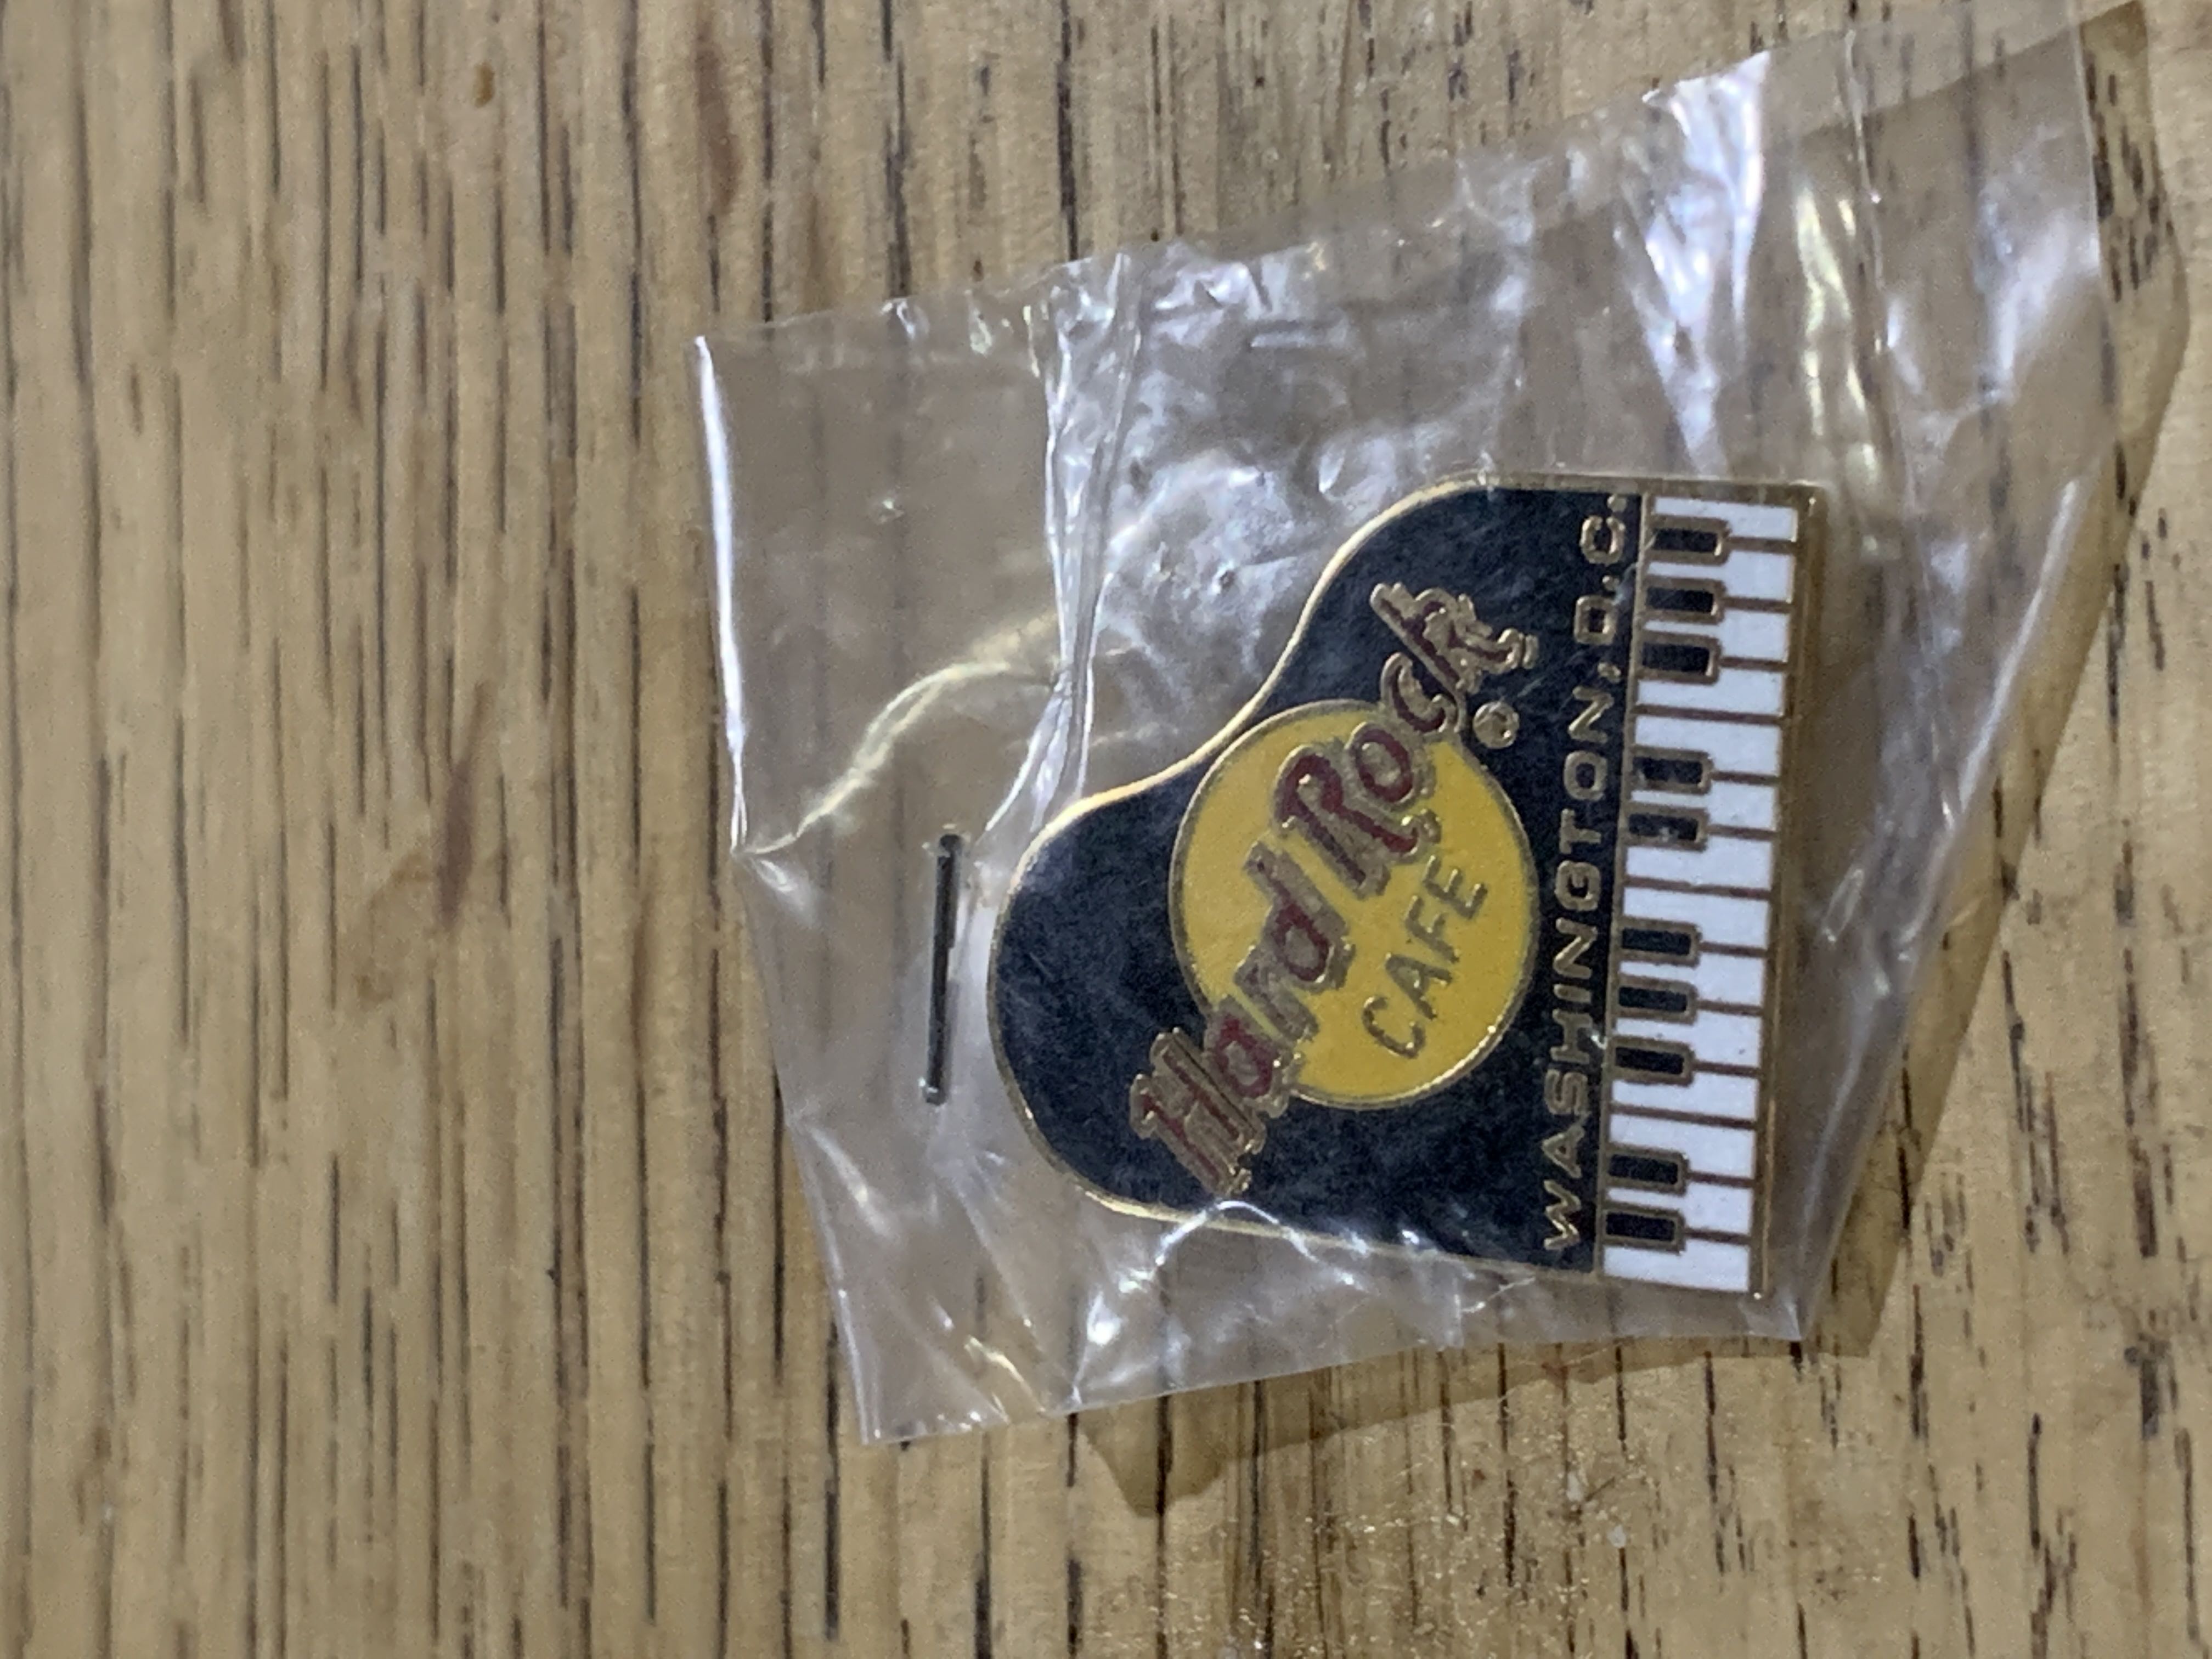 Hard Rock
CAFE
®
WASHINGTON, D.C.